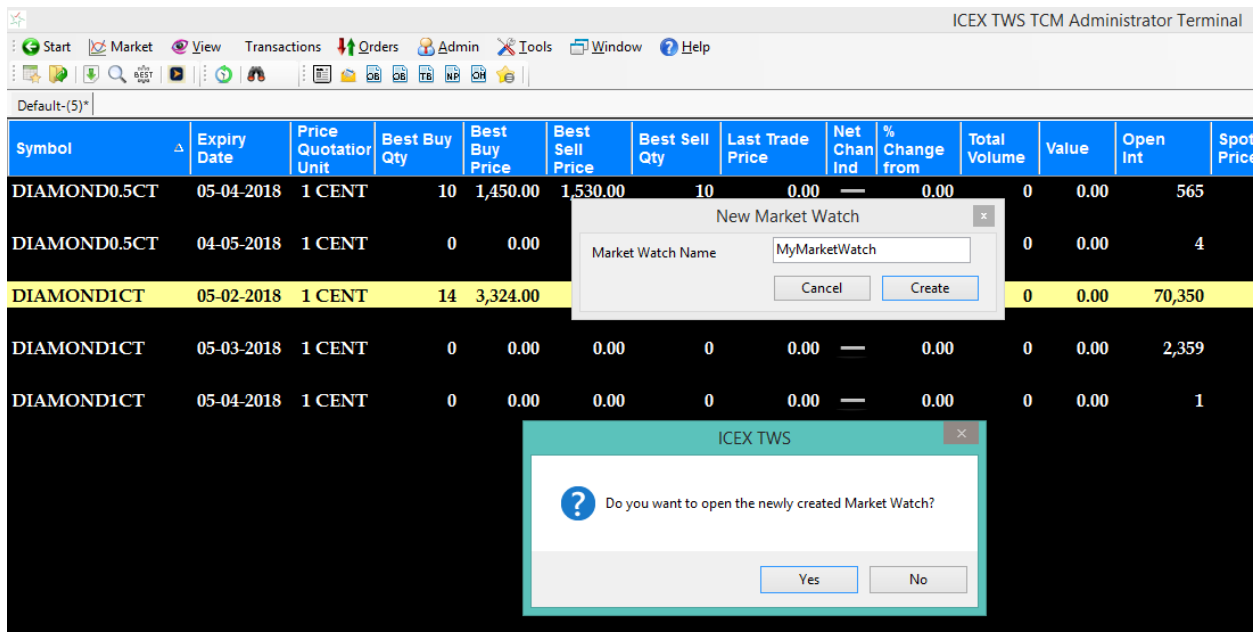 ICEX TWS TCM Administrator Terminal
Start Market View Transactions Orders Admin Tools Window Help
BEST OB OB TB NP OH
Default-(5)*
Symbol Expiry Date Price Quotation Unit Best Buy Qty Best Buy Price Best Sell Price Best Sell Qty Last Trade Price Net Chan Ind % Change from Total Volume Value Open Int Spot Price
DIAMOND0.5CT 05-04-2018 1 CENT 10 1,450.00 1,530.00 10 0.00 — 0.00 0 0.00 565
New Market Watch x
DIAMOND0.5CT 04-05-2018 1 CENT 0 0.00 0 0.00 4
Market Watch Name MyMarketWatch
Cancel Create
DIAMOND1CT 05-02-2018 1 CENT 14 3,324.00 0 0.00 70,350
DIAMOND1CT 05-03-2018 1 CENT 0 0.00 0.00 0 0.00 — 0.00 0 0.00 2,359
DIAMOND1CT 05-04-2018 1 CENT 0 0.00 0.00 0 0.00 — 0.00 0 0.00 1
ICEX TWS ×
Do you want to open the newly created Market Watch?
Yes No